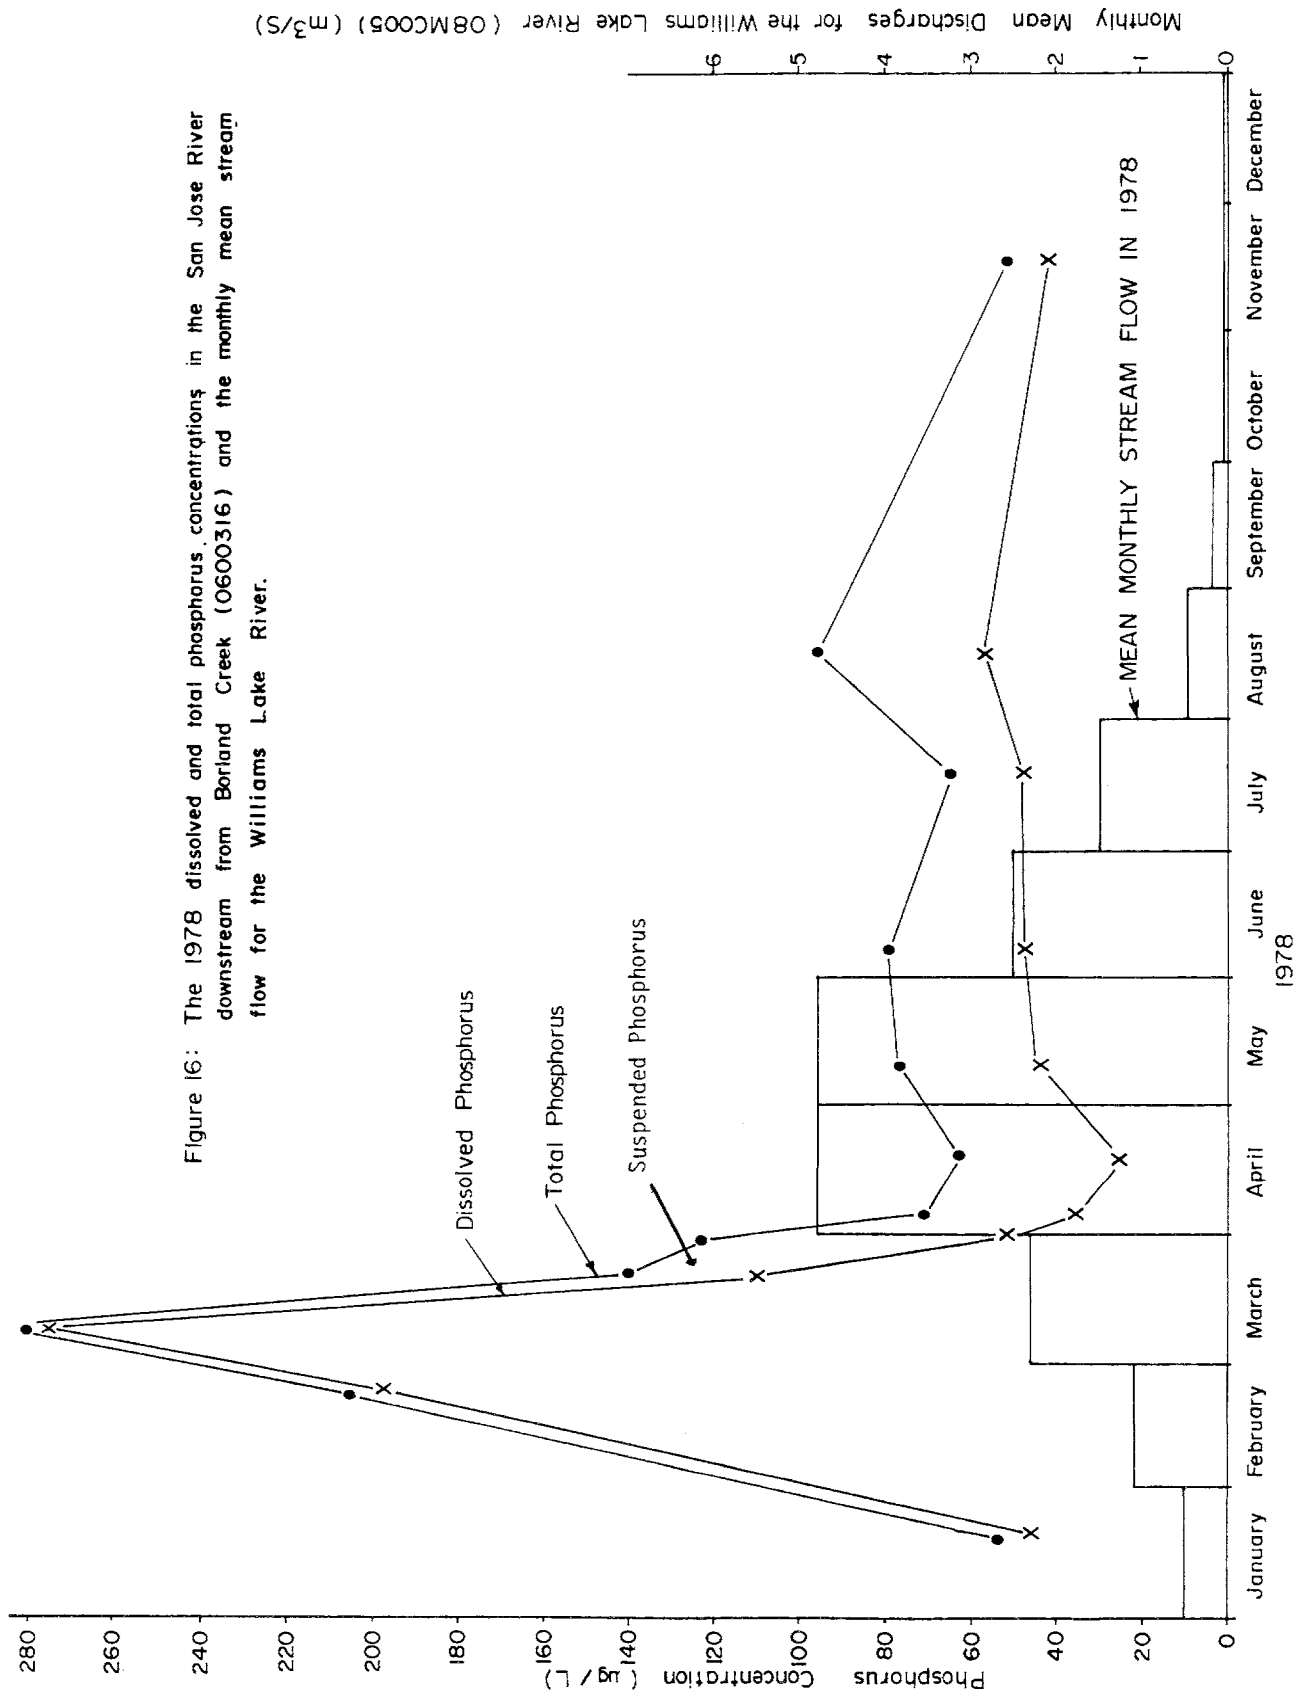 Figure 16: The 1978 dissolved and total phosphorus concentrations in the San Jose River
downstream from Borland Creek (0600316) and the monthly mean stream
flow for the Williams Lake River.
Phosphorus
Concentration (µg/L)
280
260
240
220
200
180
160
140
120
100
80
60
40
20
0
Dissolved Phosphorus
Total Phosphorus
Suspended Phosphorus
MEAN MONTHLY STREAM FLOW IN 1978
Monthly Mean Discharges for the Williams Lake River (08MC005) (m3/S)
6
5
4
3
2
1
0
January February March April May June July August September October November December
1978